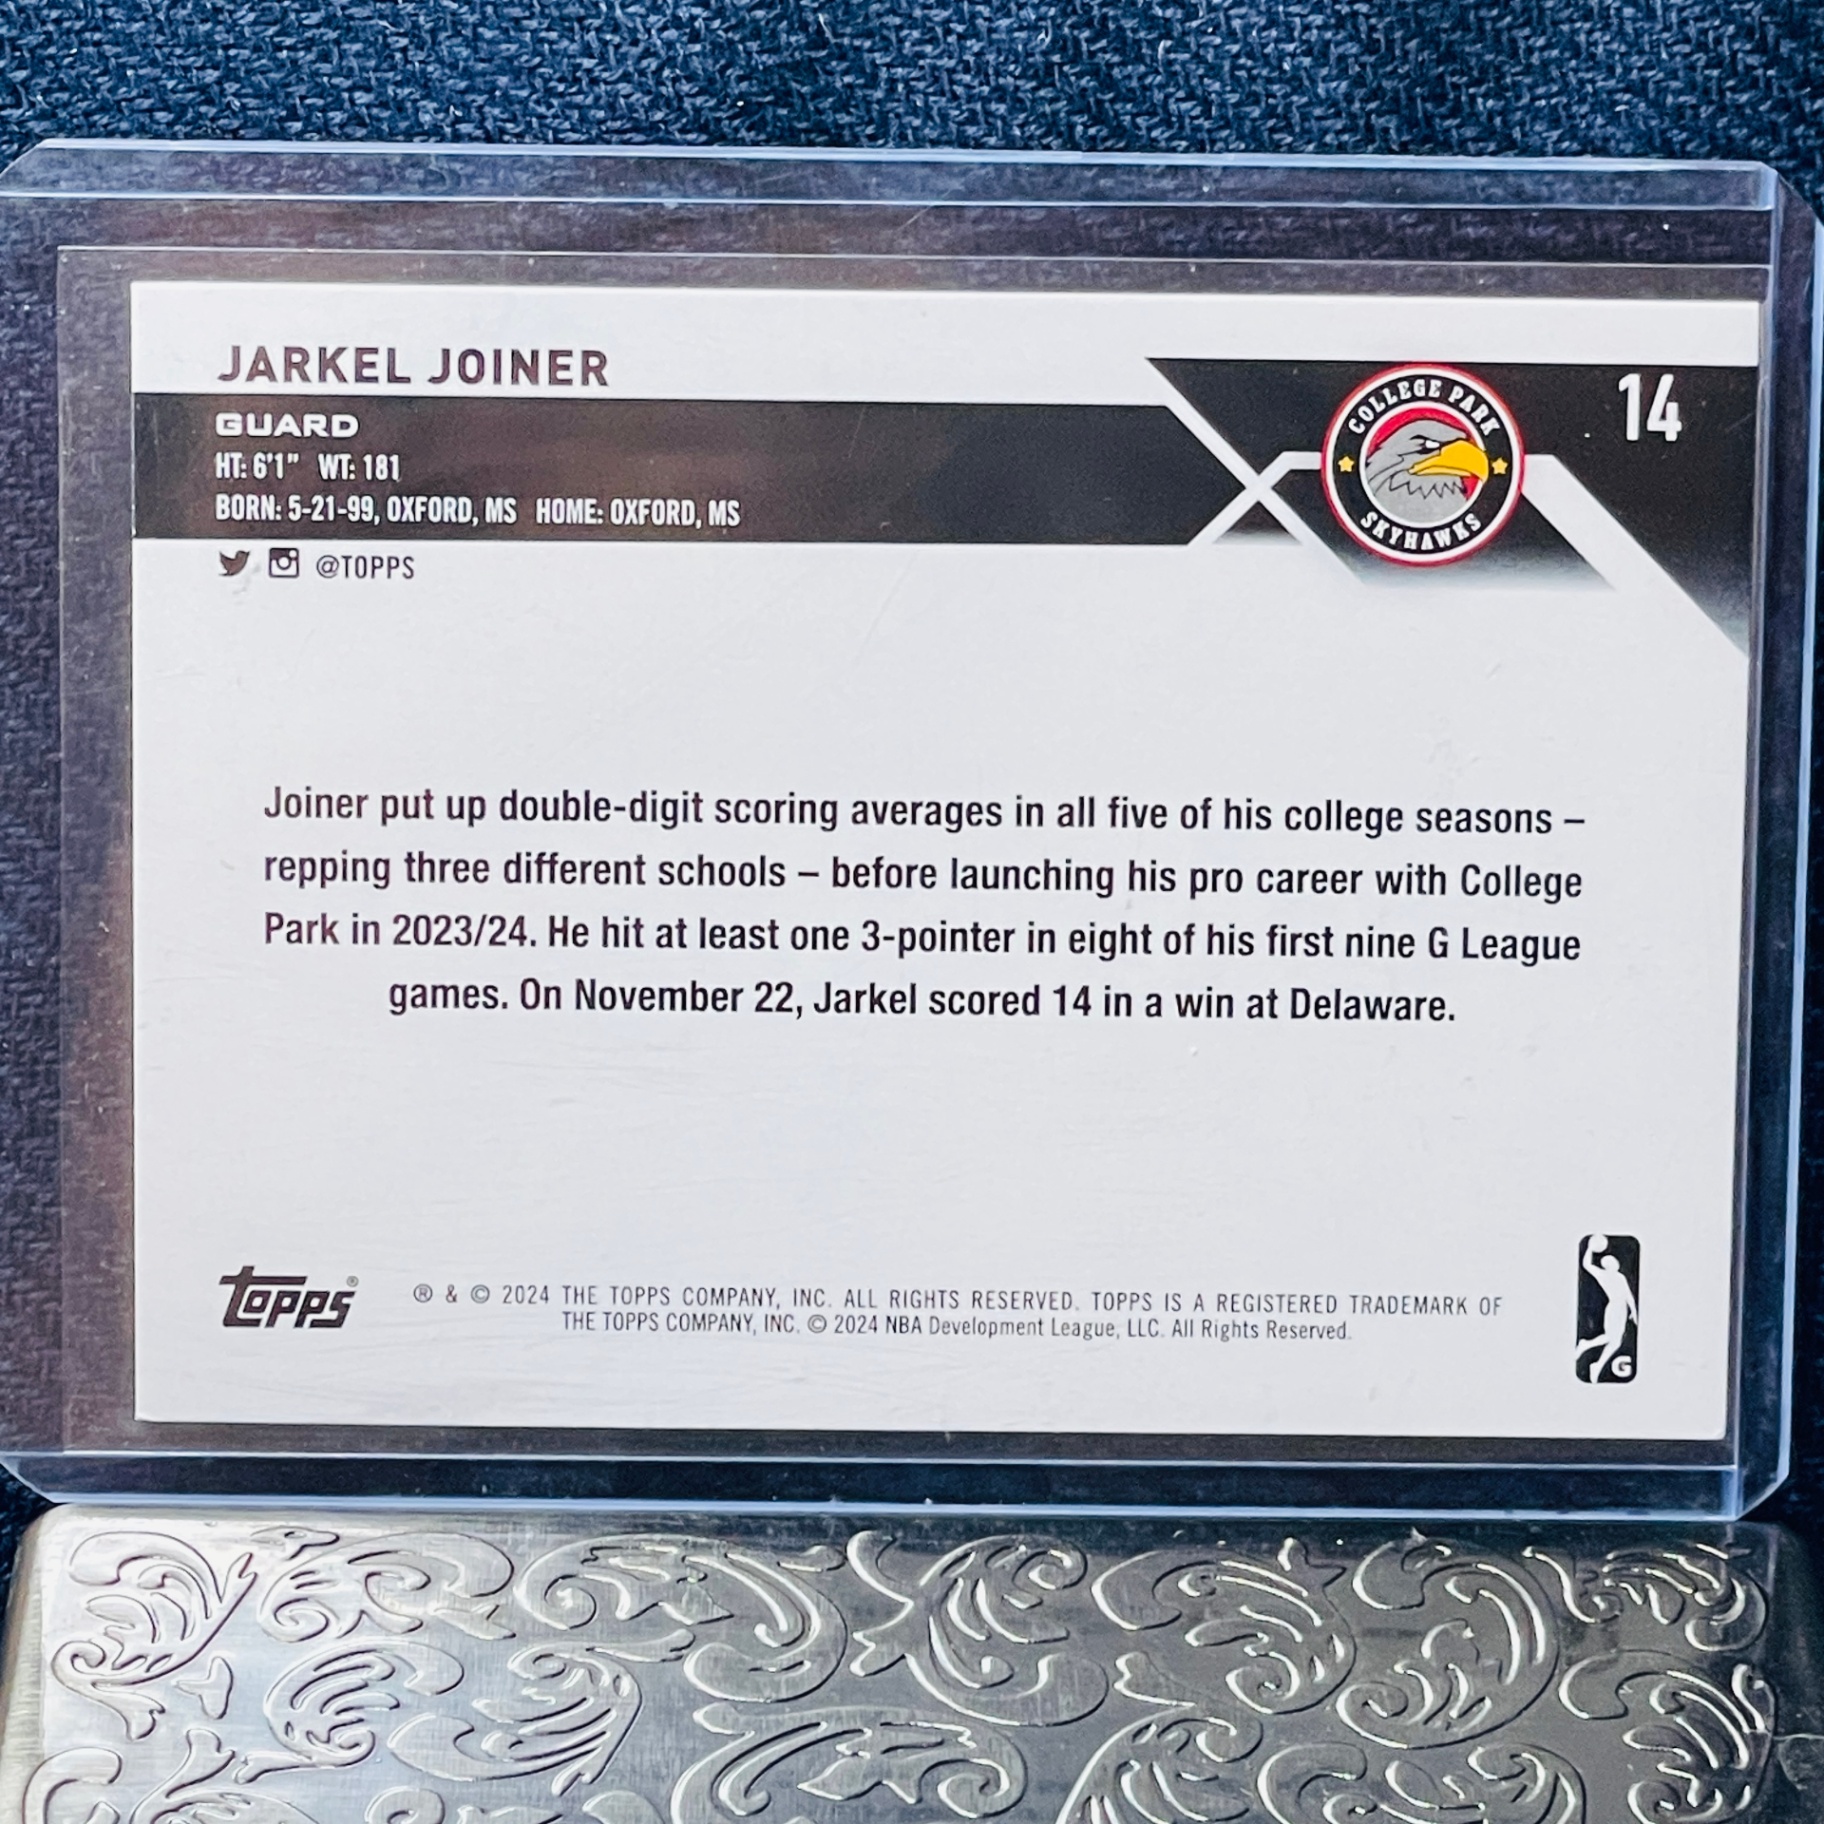 JARKEL JOINER
GUARD
HT: 6'1" WT: 181
BORN: 5-21-99, OXFORD, MS HOME: OXFORD, MS
@TOPPS
COLLEGE PARK
SKYHAWKS
14
Joiner put up double-digit scoring averages in all five of his college seasons –
repping three different schools – before launching his pro career with College
Park in 2023/24. He hit at least one 3-pointer in eight of his first nine G League
games. On November 22, Jarkel scored 14 in a win at Delaware.
topps®
® & © 2024 THE TOPPS COMPANY, INC. ALL RIGHTS RESERVED. TOPPS IS A REGISTERED TRADEMARK OF
THE TOPPS COMPANY, INC. © 2024 NBA Development League, LLC. All Rights Reserved.
G